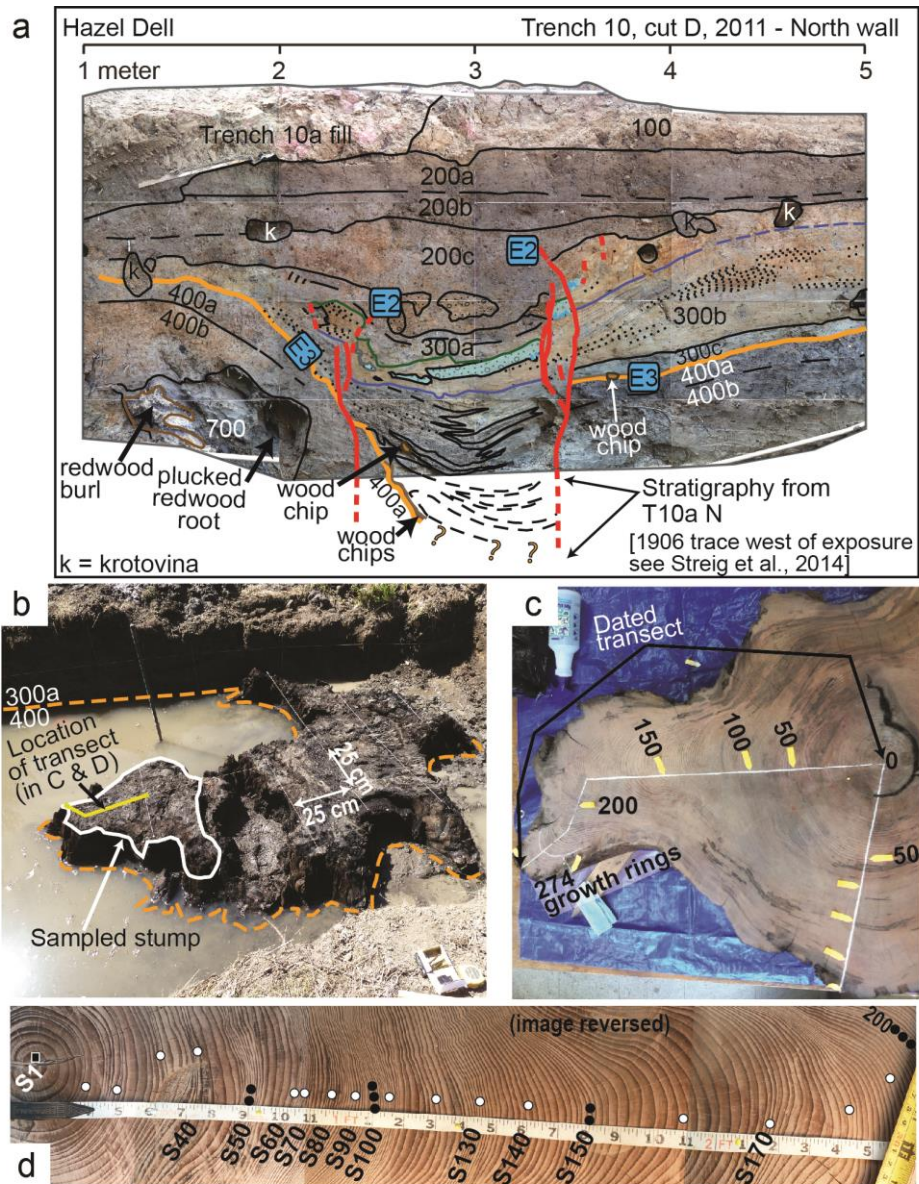 a
Hazel Dell
Trench 10, cut D, 2011 - North wall
1 meter 2 3 4 5
Trench 10a fill
100
200a
200b
k
k
k
k
200c
E2
E2
400a
400b
E3
300a
300b
300c
400a
400b
E3
wood chip
700
redwood burl
plucked redwood root
wood chip
400a
wood chips
? ? ?
Stratigraphy from
T10a N
[1906 trace west of exposure
see Streig et al., 2014]
k = krotovina
b
300a
400
Location
of transect
(in C & D)
25 cm
25 cm
Sampled stump
c
Dated
transect
150
100
50
0
200
50
274
growth rings
d
(image reversed)
200
S1
S40
S50
S60
S70
S80
S90
S100
S130
S140
S150
S170